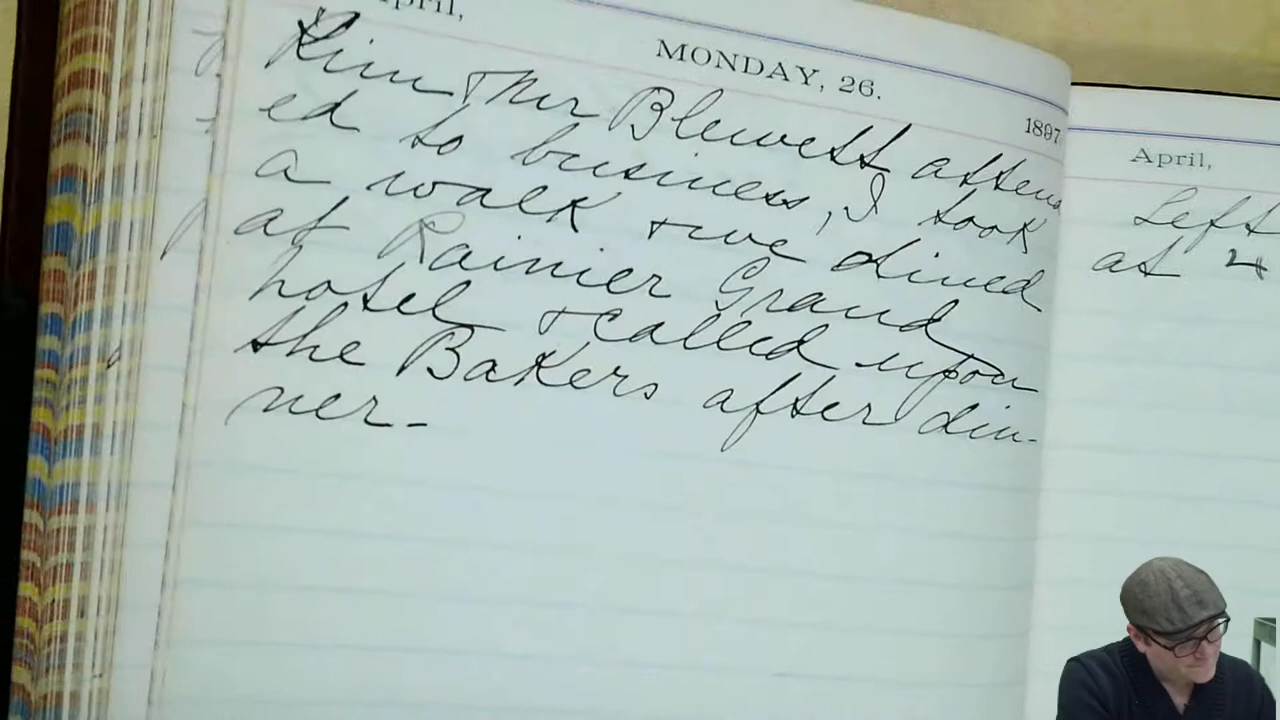 April,
MONDAY, 26.
1897
Kim & Mr Blewett attend
ed to business, I took
a walk & we dined
at Rainier Grand
hotel & called upon
the Bakers after din-
ner-
April,
Left
at 4